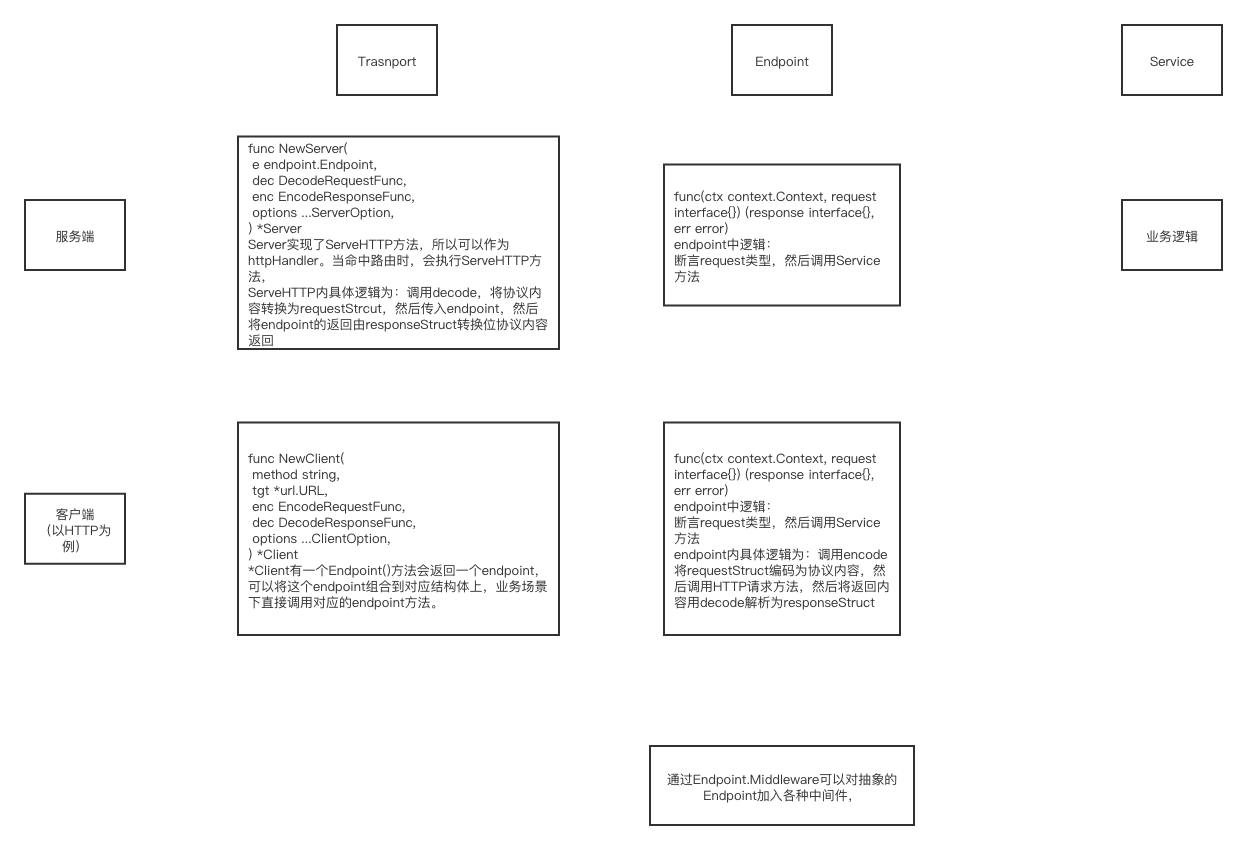 Trasnport
Endpoint
Service
服务端
func NewServer(
e endpoint.Endpoint,
dec DecodeRequestFunc,
enc EncodeResponseFunc,
options ...ServerOption,
) *Server
Server实现了ServeHTTP方法，所以可以作为
httpHandler。当命中路由时，会执行ServeHTTP方
法，
ServeHTTP内具体逻辑为：调用decode，将协议内
容转换为requestStrcut，然后传入endpoint，然后
将endpoint的返回由responseStruct转换位协议内容
返回
func(ctx context.Context, request
interface{}) (response interface{},
err error)
endpoint中逻辑：
断言request类型，然后调用Service
方法
业务逻辑
客户端
（以HTTP为
例）
func NewClient(
method string,
tgt *url.URL,
enc EncodeRequestFunc,
dec DecodeResponseFunc,
options ...ClientOption,
) *Client
*Client有一个Endpoint()方法会返回一个endpoint，
可以将这个endpoint组合到对应结构体上，业务场景
下直接调用对应的endpoint方法。
func(ctx context.Context, request
interface{}) (response interface{},
err error)
endpoint中逻辑：
断言request类型，然后调用Service
方法
endpoint内具体逻辑为：调用encode
将requestStruct编码为协议内容，然
后调用HTTP请求方法，然后将返回内
容用decode解析为responseStruct
通过Endpoint.Middleware可以对抽象的
Endpoint加入各种中间件，